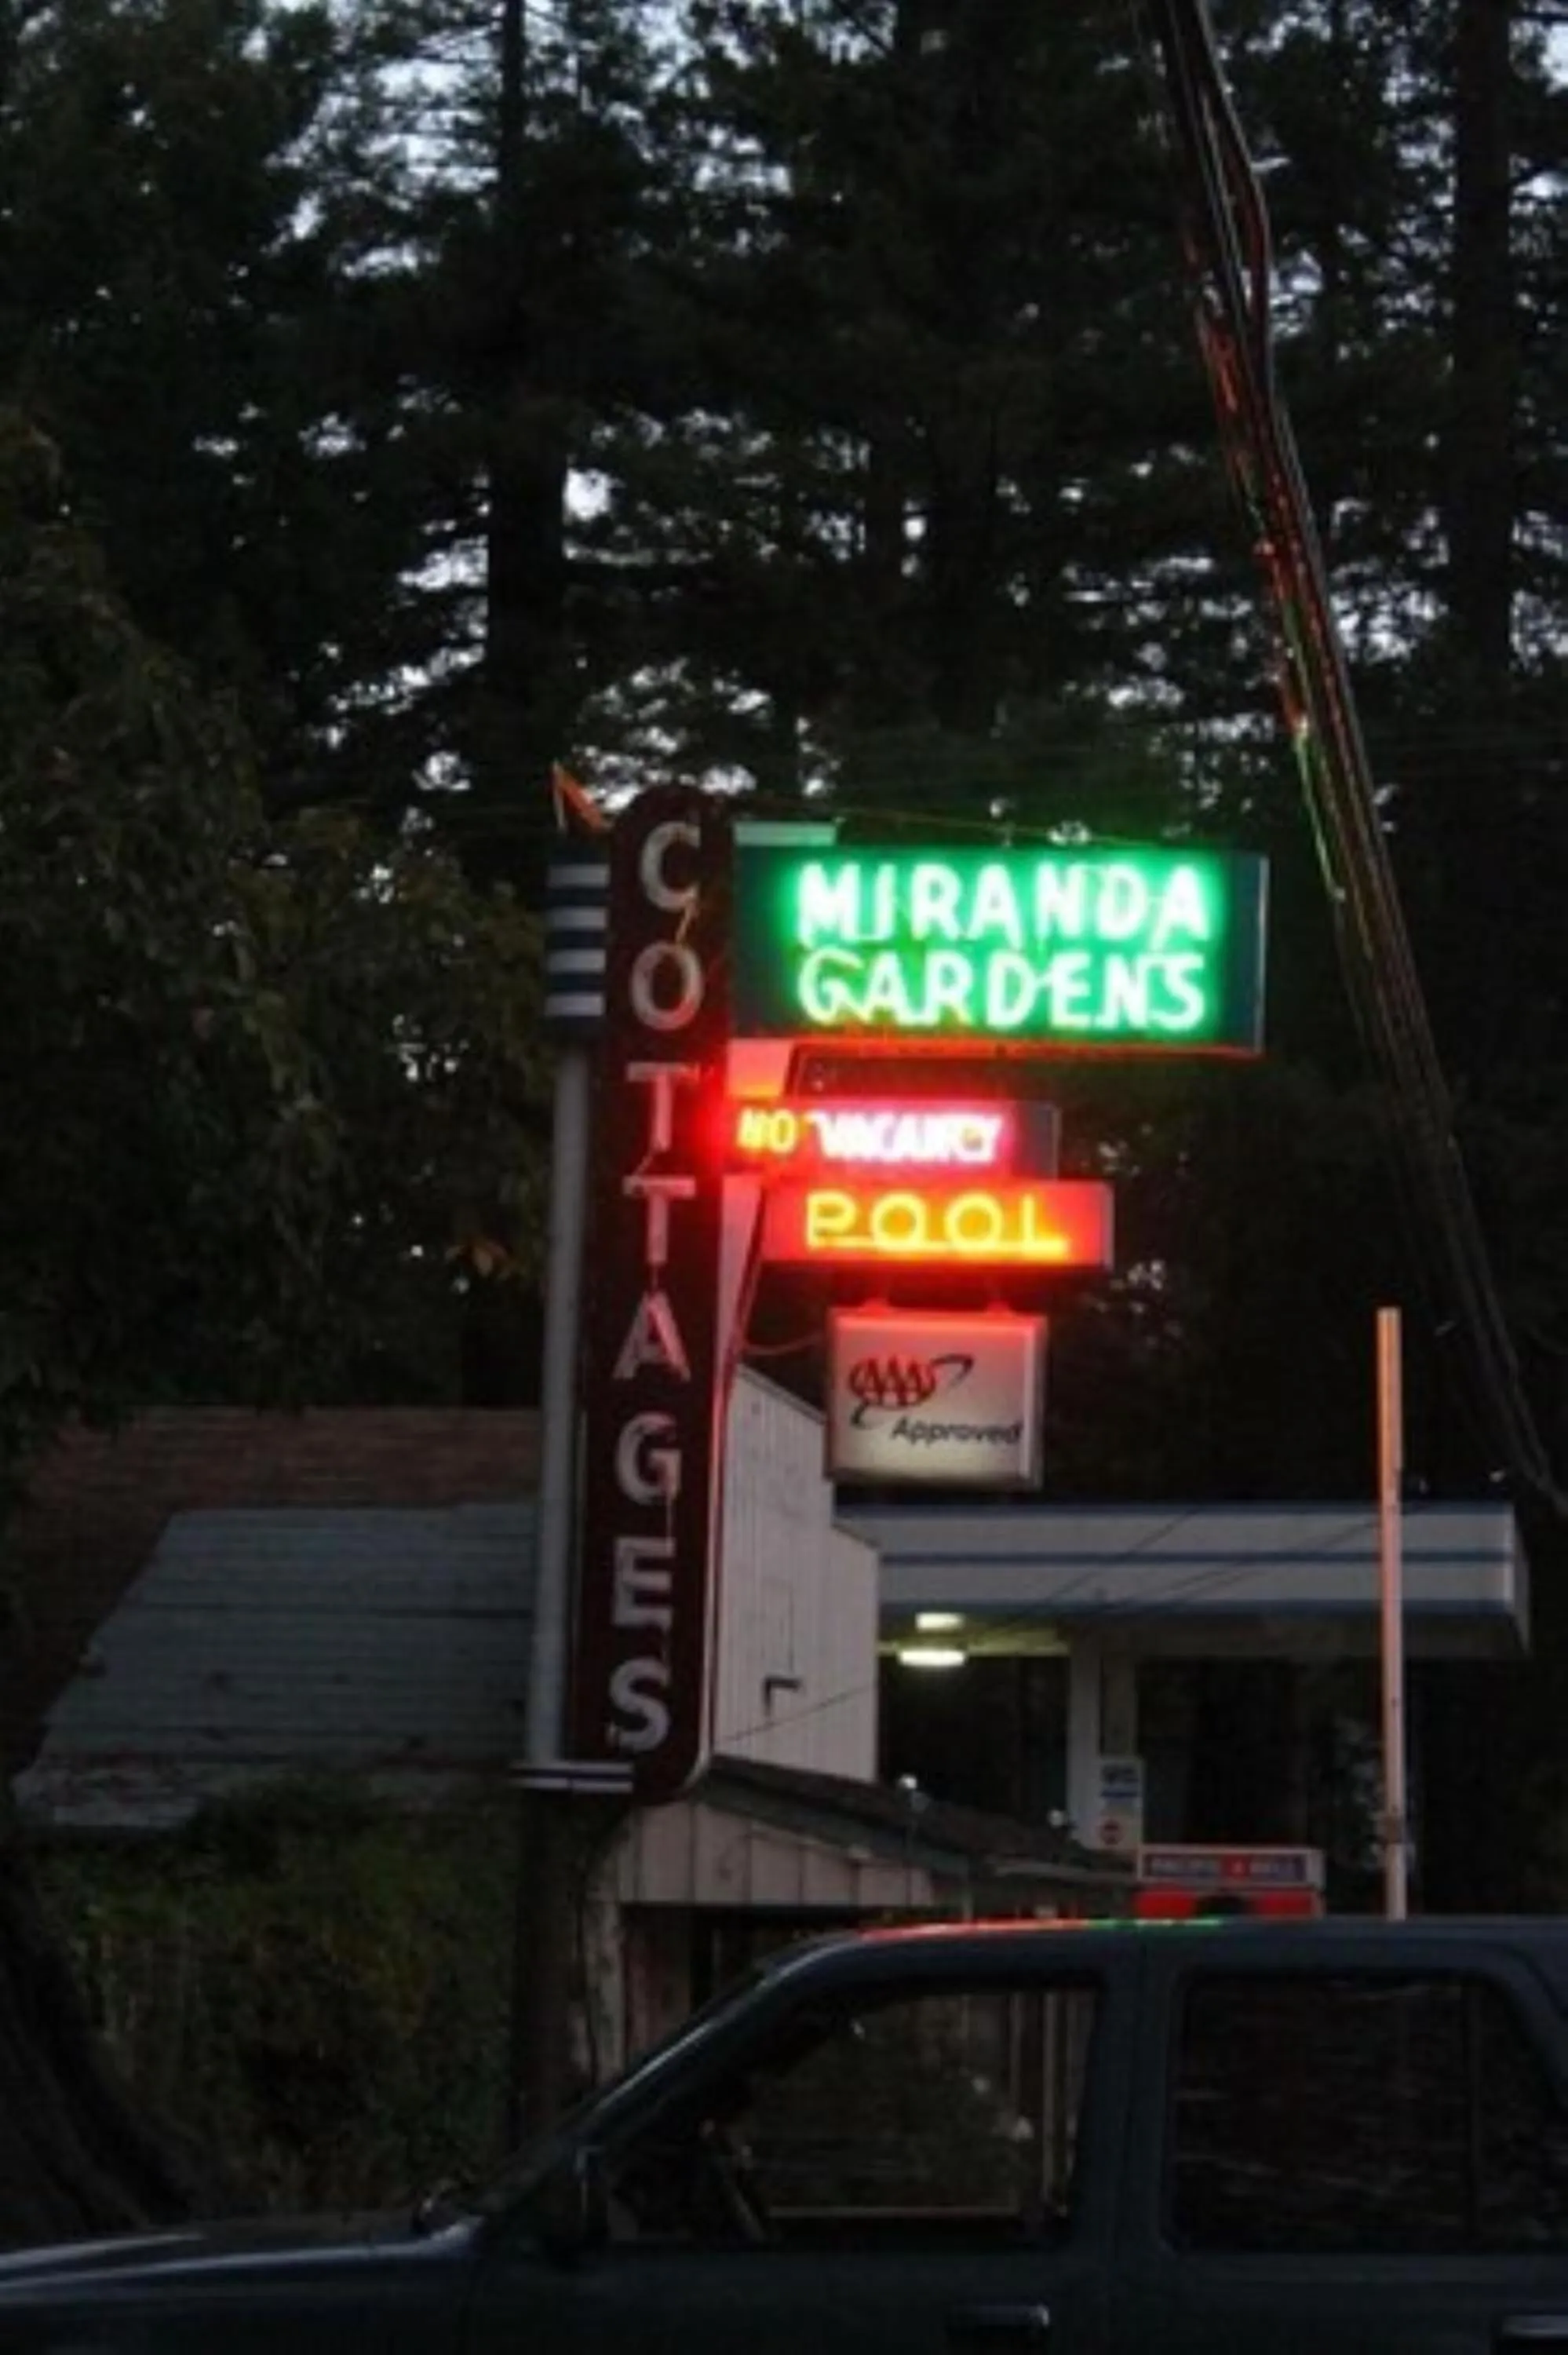 COTTAGES
MIRANDA
GARDENS
NO VACANCY
POOL
AAA
Approved